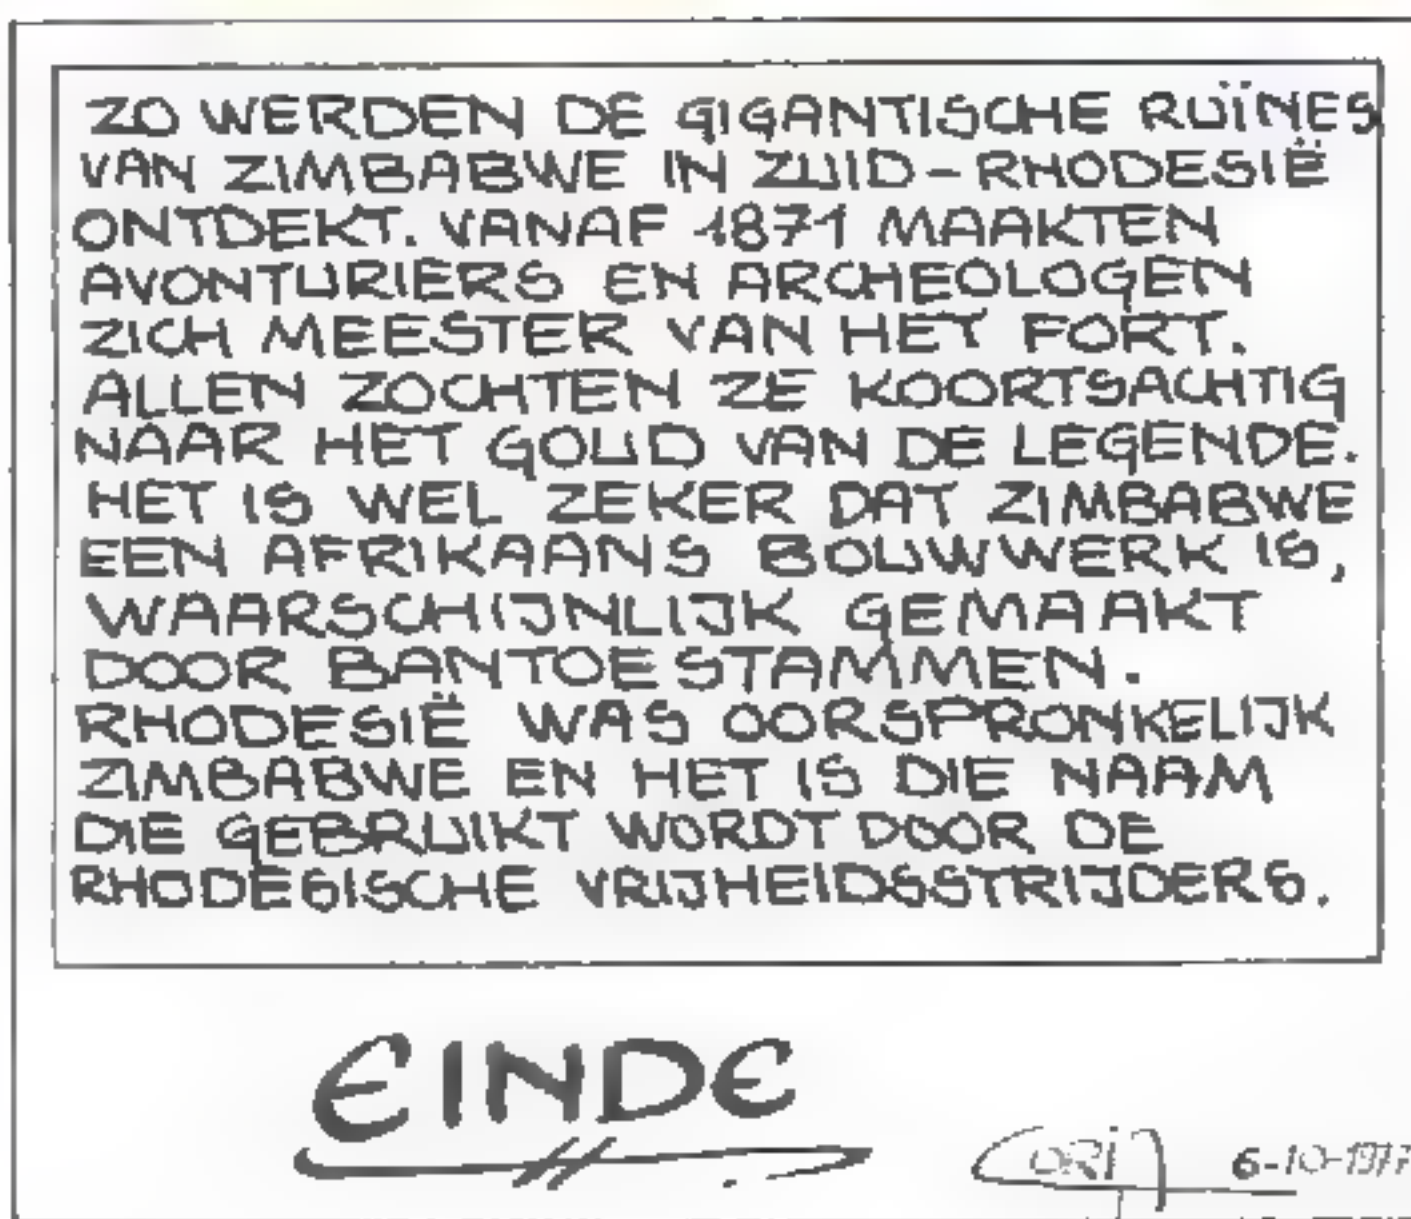 ZO WERDEN DE GIGANTISCHE RUÏNES
VAN ZIMBABWE IN ZUID-RHODESIË
ONTDEKT. VANAF 1871 MAAKTEN
AVONTURIERS EN ARCHEOLOGEN
ZICH MEESTER VAN HET FORT.
ALLEN ZOCHTEN ZE KOORTSACHTIG
NAAR HET GOUD VAN DE LEGENDE.
HET IS WEL ZEKER DAT ZIMBABWE
EEN AFRIKAANS BOUWWERK IS,
WAARSCHIJNLIJK GEMAAKT
DOOR BANTOESTAMMEN.
RHODESIË WAS OORSPRONKELIJK
ZIMBABWE EN HET IS DIE NAAM
DIE GEBRUIKT WORDT DOOR DE
RHODESISCHE VRIJHEIDSSTRIJDERS.
EINDE
CORI 6-10-1977